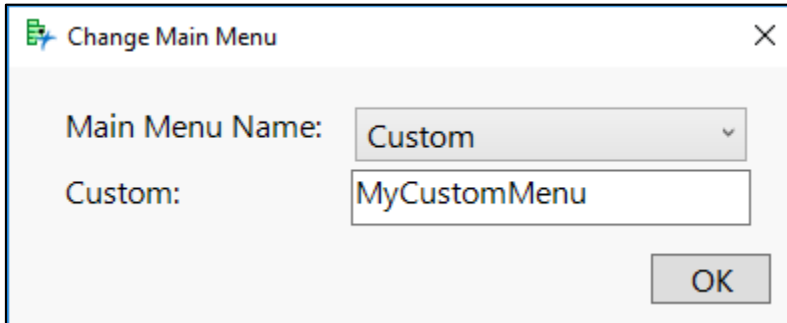 Change Main Menu
Main Menu Name: Custom
Custom: MyCustomMenu
OK